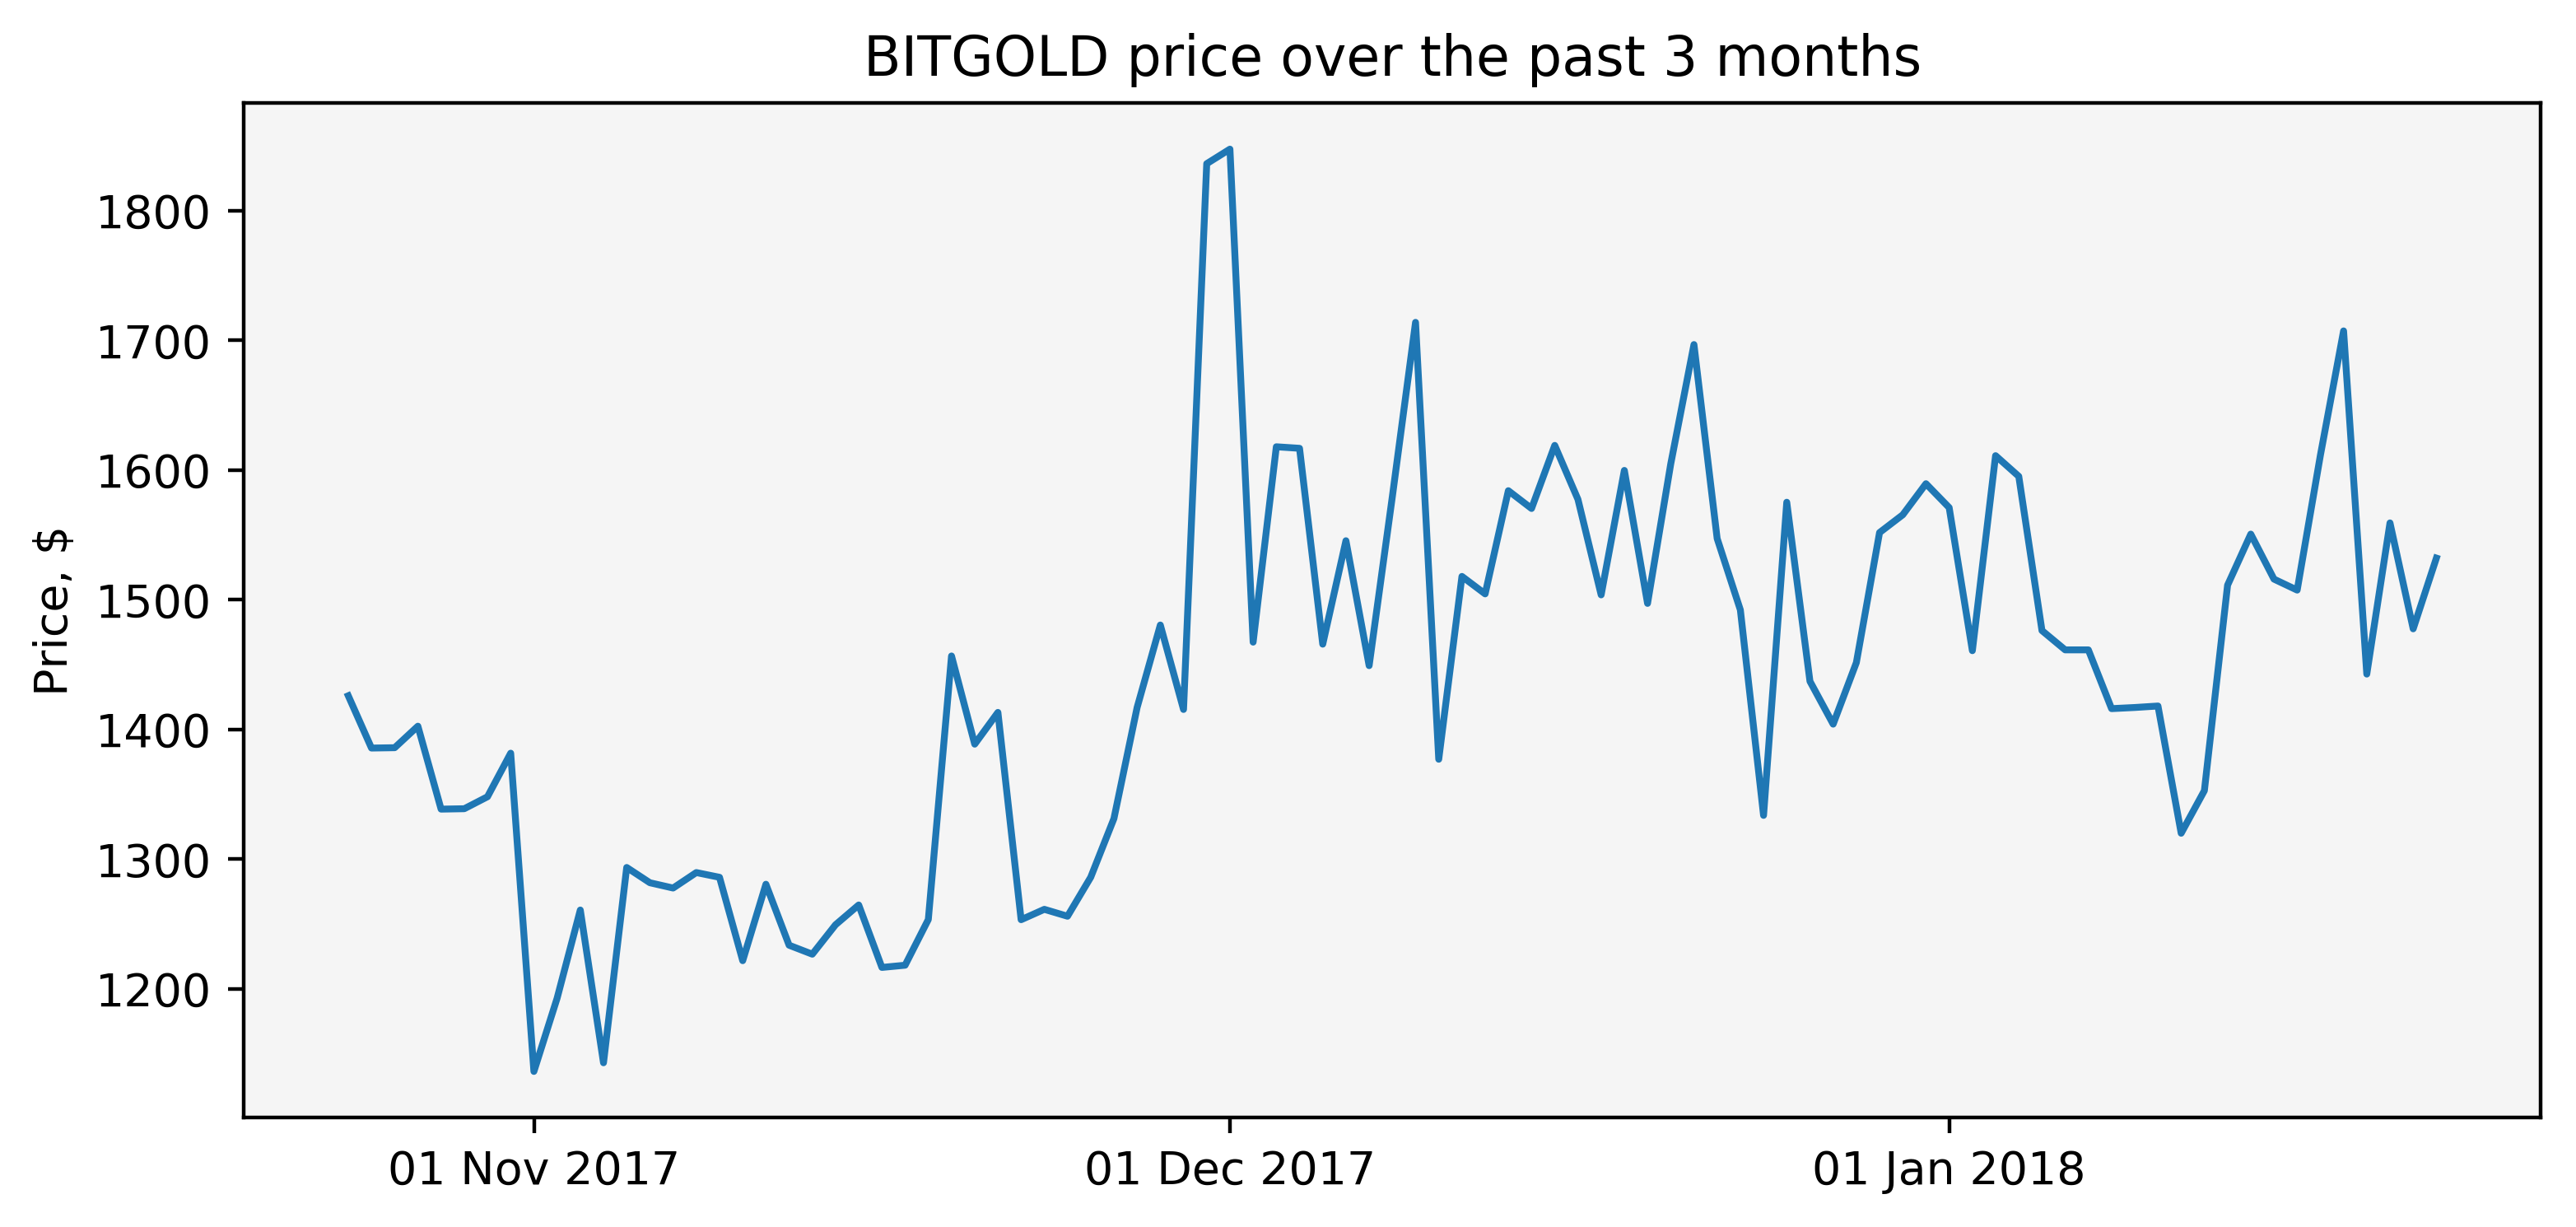 BITGOLD price over the past 3 months
Price, $
1800
1700
1600
1500
1400
1300
1200
01 Nov 2017
01 Dec 2017
01 Jan 2018